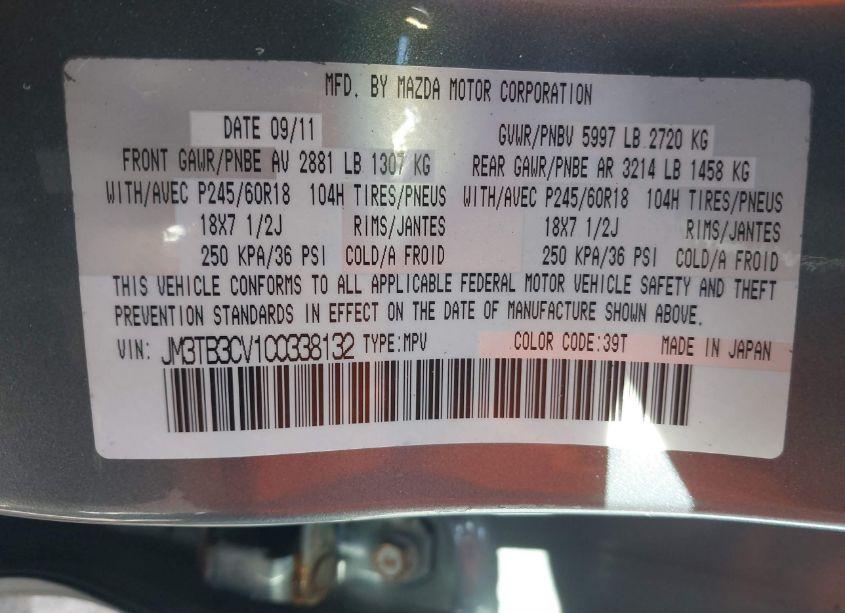 MFD. BY MAZDA MOTOR CORPORATION
DATE 09/11 GVWR/PNBV 5997 LB 2720 KG
FRONT GAWR/PNBE AV 2881 LB 1307 KG REAR GAWR/PNBE AR 3214 LB 1458 KG
WITH/AVEC P245/60R18 104H TIRES/PNEUS WITH/AVEC P245/60R18 104H TIRES/PNEUS
18X7 1/2J RIMS/JANTES 18X7 1/2J RIMS/JANTES
250 KPA/36 PSI COLD/A FROID 250 KPA/36 PSI COLD/A FROID
THIS VEHICLE CONFORMS TO ALL APPLICABLE FEDERAL MOTOR VEHICLE SAFETY AND THEFT
PREVENTION STANDARDS IN EFFECT ON THE DATE OF MANUFACTURE SHOWN ABOVE.
VIN: JM3TB3CV1C0338132 TYPE:MPV COLOR CODE:39T MADE IN JAPAN